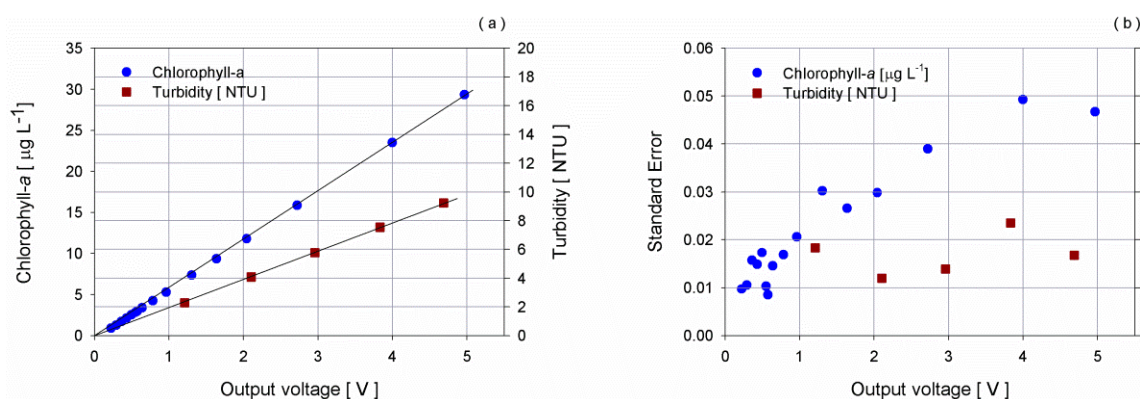 ( a )
Chlorophyll-a
Turbidity [ NTU ]
Chlorophyll-a [ µg L-1]
35
30
25
20
15
10
5
0
Turbidity [ NTU ]
20
18
16
14
12
10
8
6
4
2
0
0 1 2 3 4 5
Output voltage [ V ]
( b )
Chlorophyll-a [µg L-1]
Turbidity [ NTU ]
Standard Error
0.06
0.05
0.04
0.03
0.02
0.01
0.00
0 1 2 3 4 5
Output voltage [ V ]